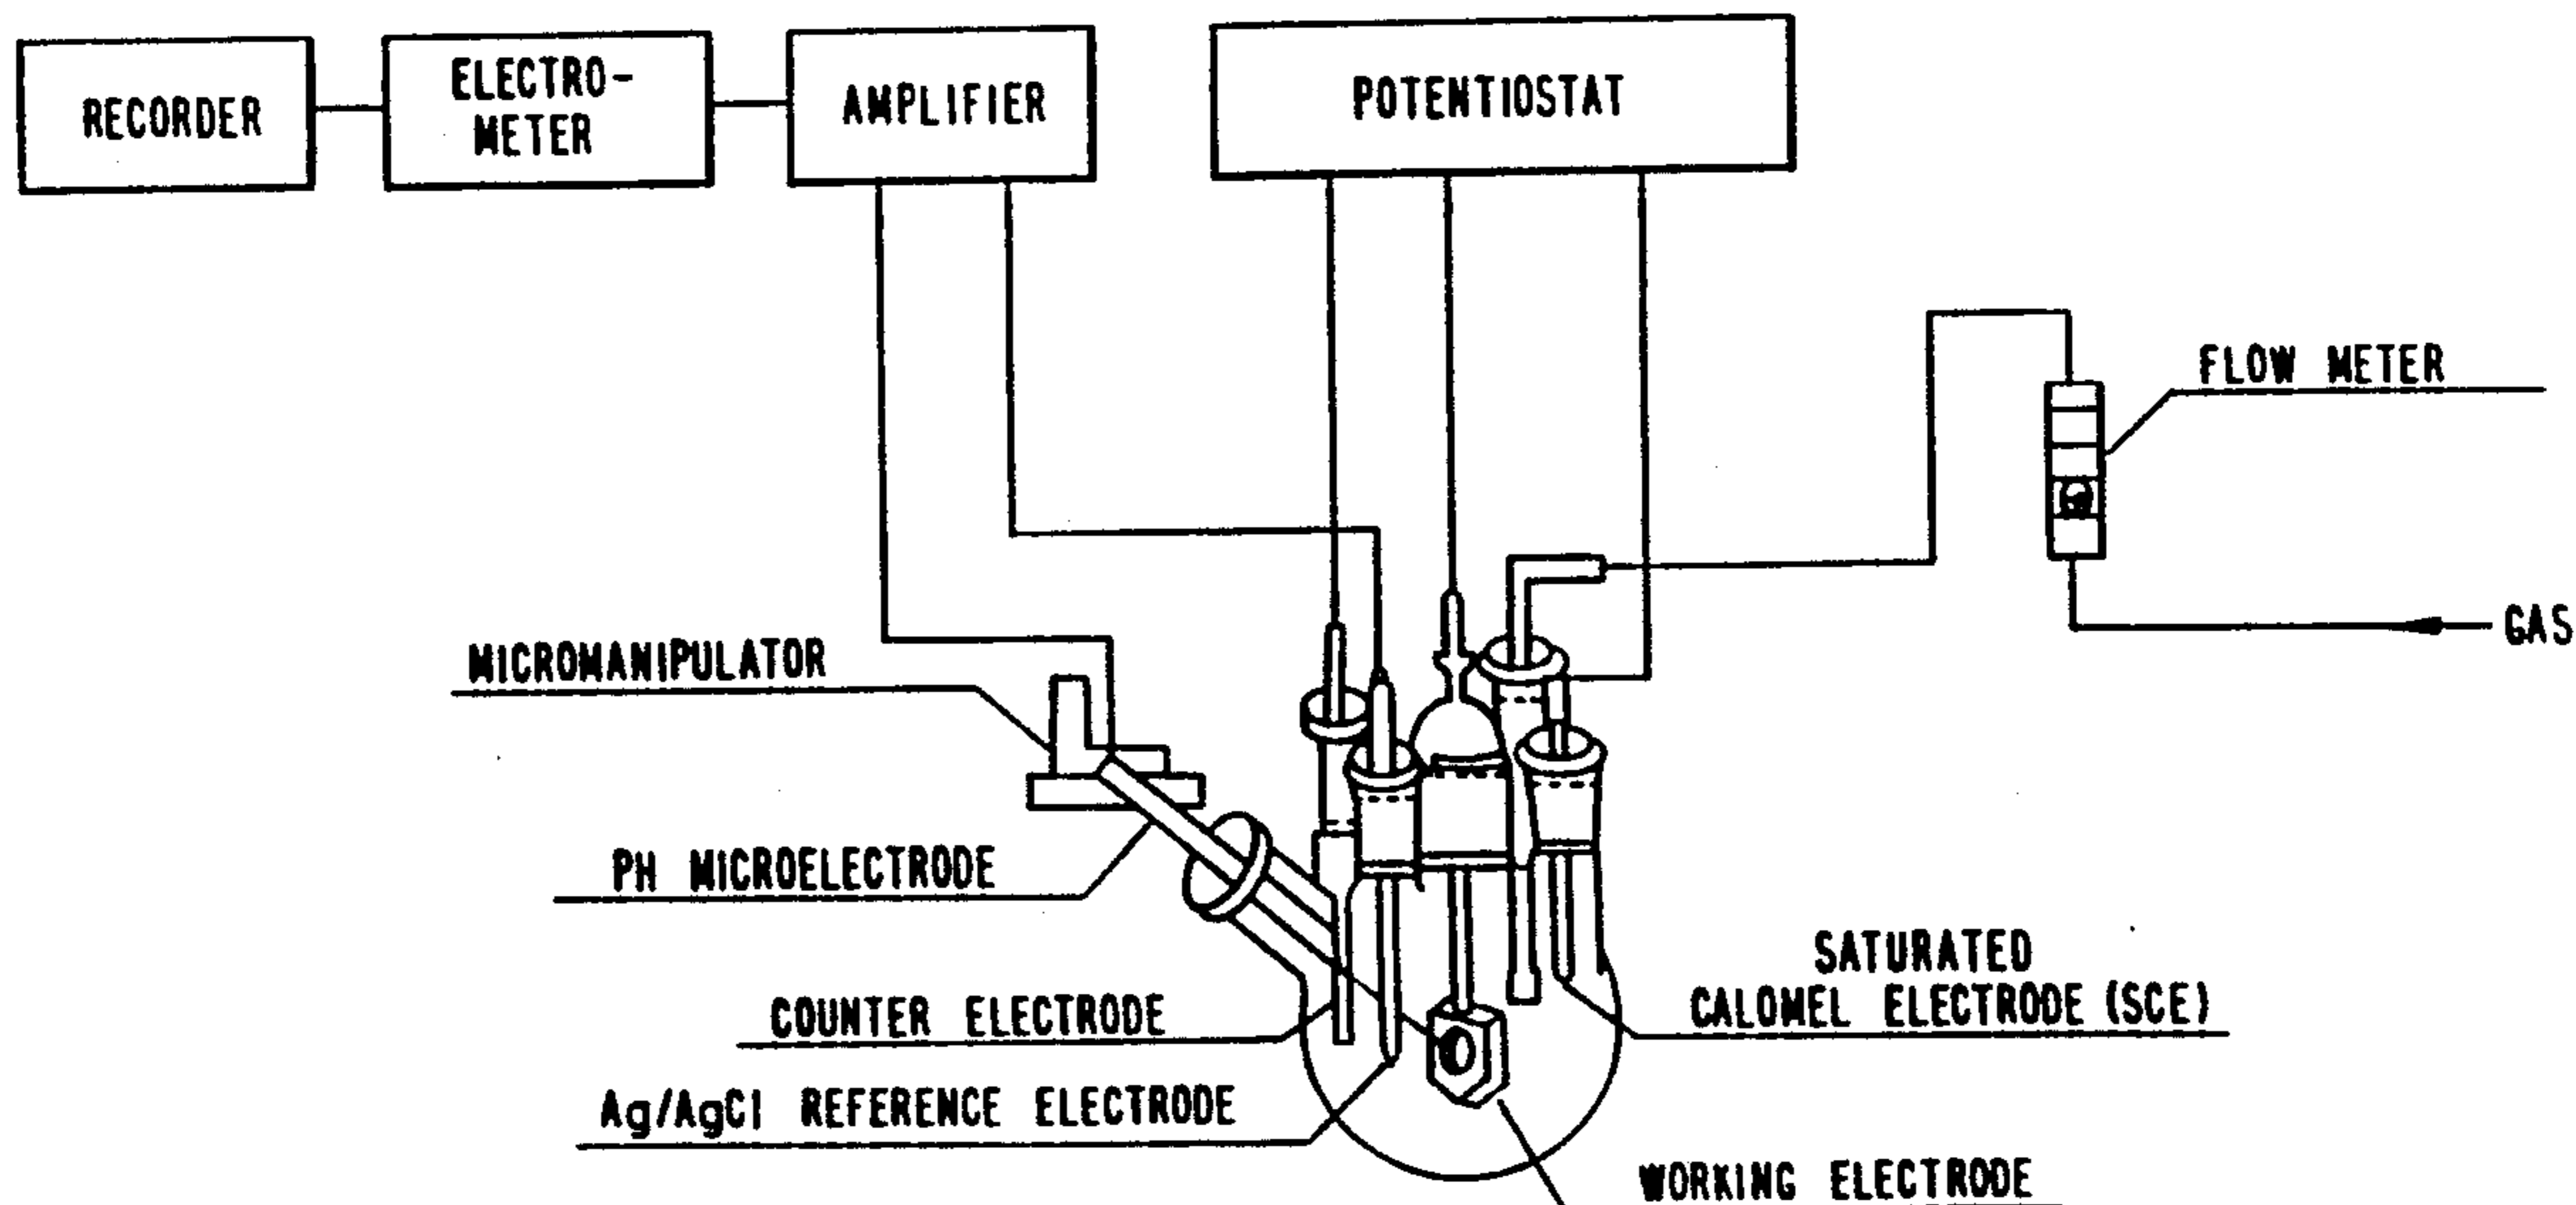 RECORDER
ELECTRO-
METER
AMPLIFIER
POTENTIOSTAT
FLOW METER
GAS
MICROMANIPULATOR
PH MICROELECTRODE
SATURATED
CALOMEL ELECTRODE (SCE)
COUNTER ELECTRODE
Ag/AgCl REFERENCE ELECTRODE
WORKING ELECTRODE